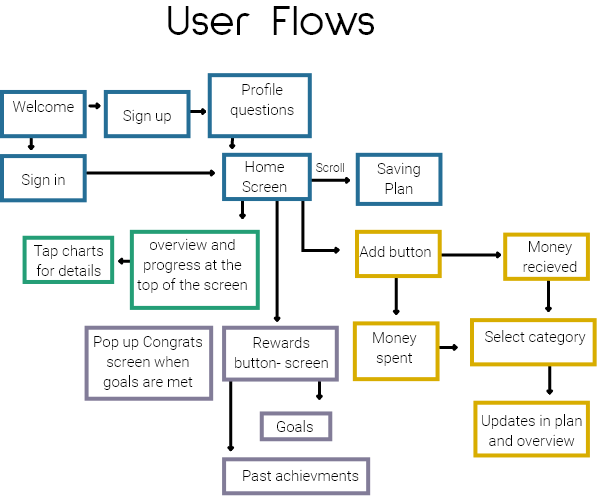 User Flows
Welcome
Sign up
Profile
questions
Sign in
Home
Screen
Scroll
Saving
Plan
Tap charts
for details
overview and
progress at the
top of the screen
Add button
Money
recieved
Pop up Congrats
screen when
goals are met
Rewards
button- screen
Money
spent
Select category
Goals
Past achievments
Updates in plan
and overview